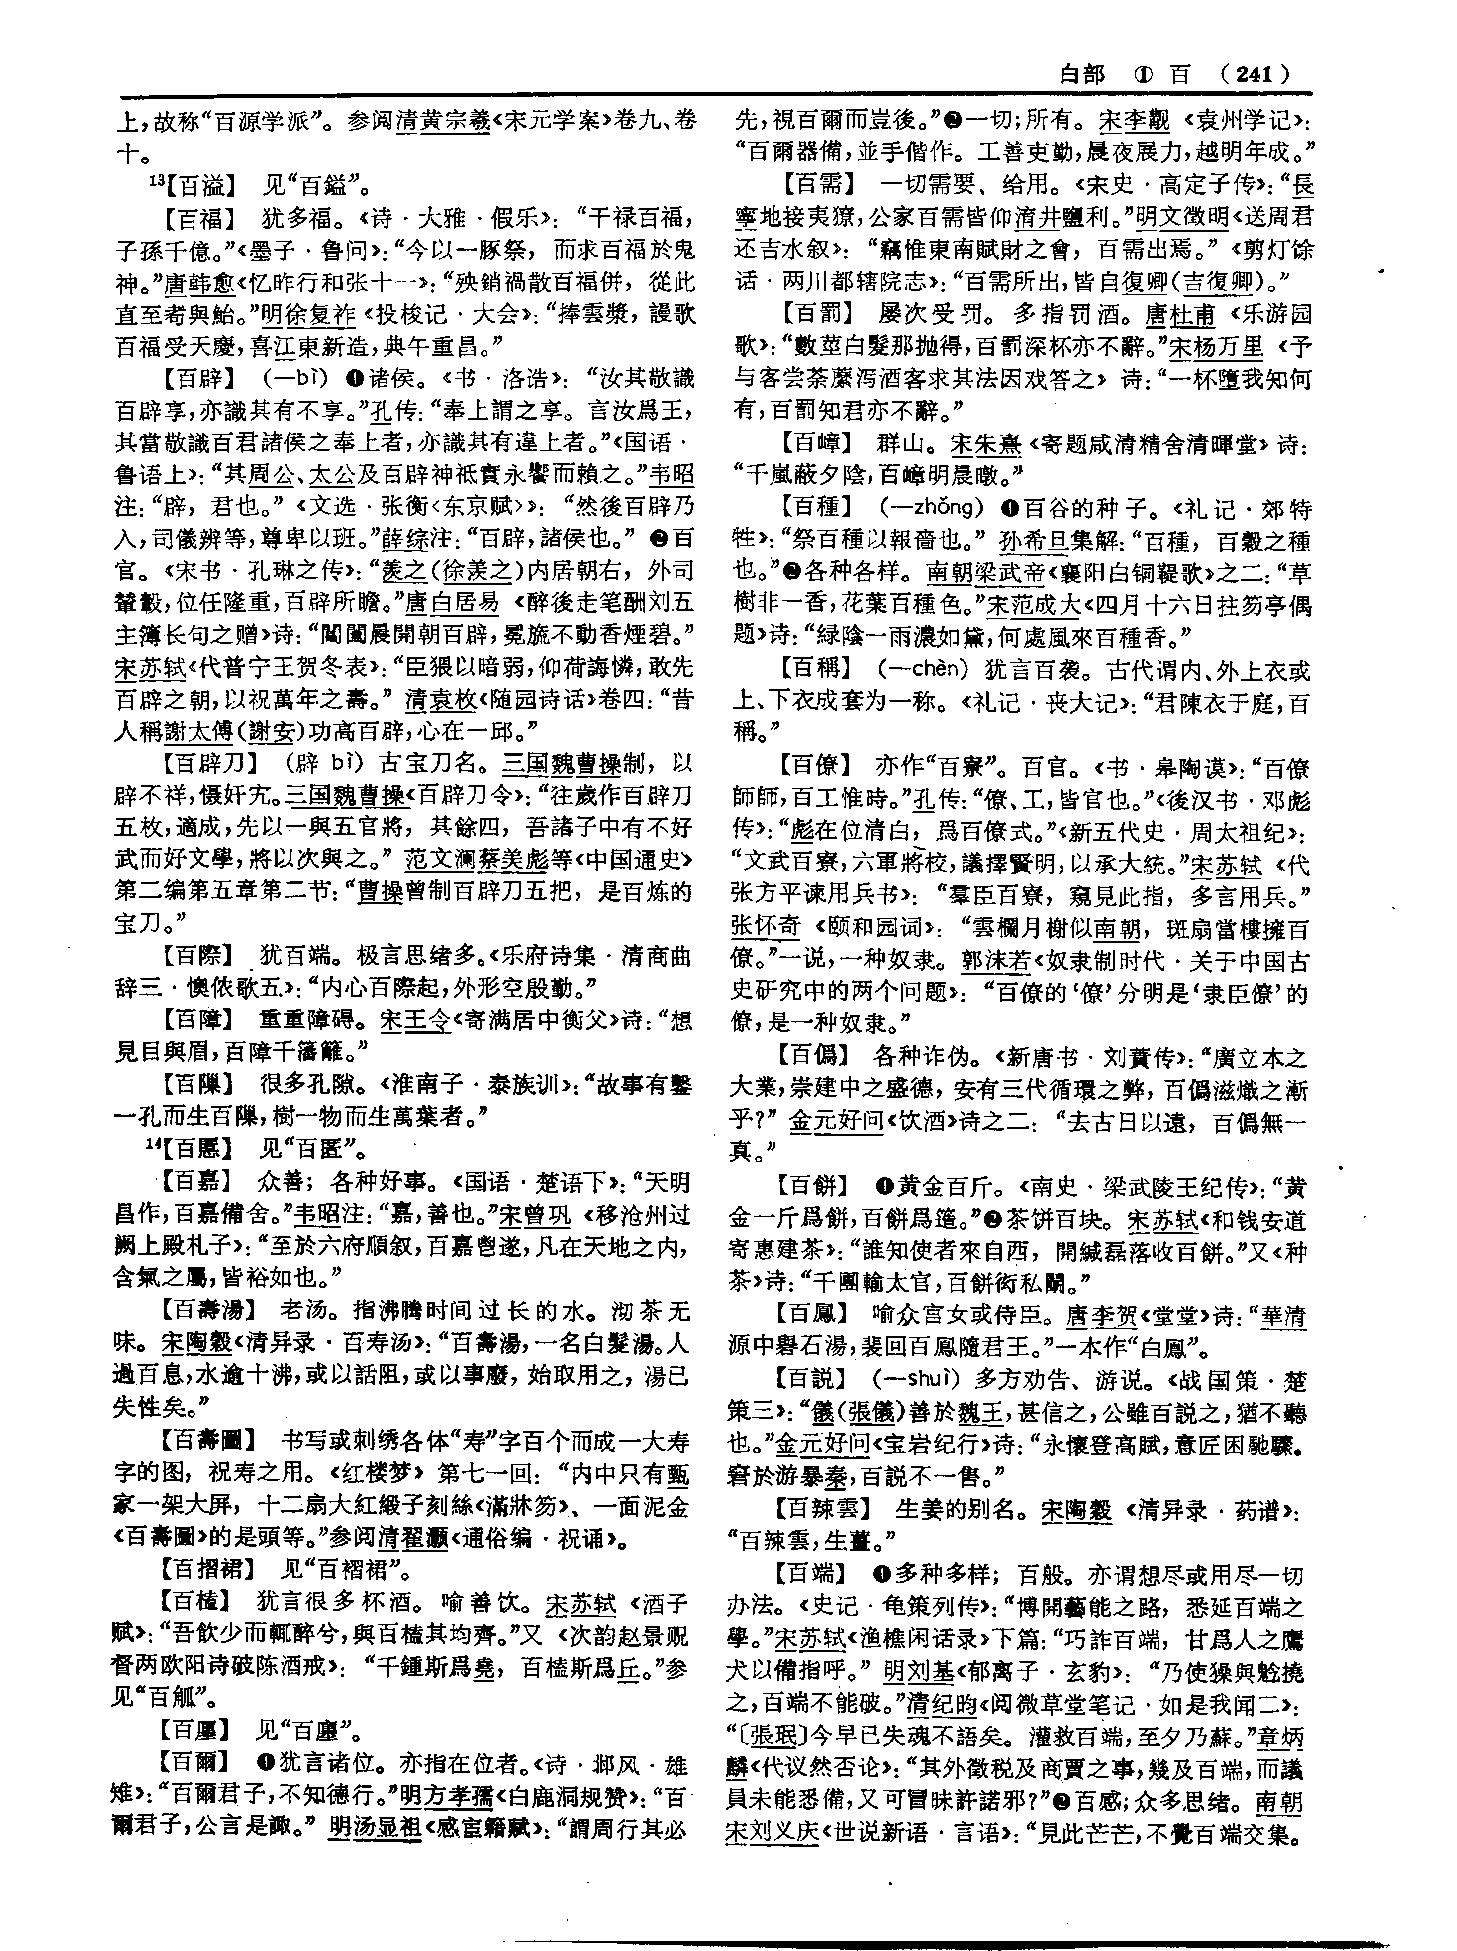 白部 ① 百 (241)
上，故称“百源学派”。参阅清黄宗羲《宋元学案》卷九、卷
十。
13【百溢】 见“百鎰”。
【百福】 犹多福。《诗·大雅·假乐》：“干禄百福，
子孫千億。”《墨子·鲁问》：“今以一豚祭，而求百福於鬼
神。”唐韩愈《忆昨行和张十一》：“殃銷禍散百福併，從此
直至耇與鮐。”明徐复祚《投梭记·大会》：“捧雲漿，謾歌
百福受天慶，喜江東新造，典午重昌。”
【百辟】 （—bì）❶诸侯。《书·洛诰》：“汝其敬識
百辟享，亦識其有不享。”孔传：“奉上謂之享。言汝爲王，
其當敬識百君諸侯之奉上者，亦識其有違上者。”《国语·
鲁语上》：“其周公、太公及百辟神祇實永饗而賴之。”韦昭
注：“辟，君也。”《文选·张衡〈东京赋〉》：“然後百辟乃
入，司儀辨等，尊卑以班。”薛综注：“百辟，諸侯也。” ❷百
官。《宋书·孔琳之传》：“羡之（徐羡之）内居朝右，外司
輦轂，位任隆重，百辟所瞻。”唐白居易《醉後走笔酬刘五
主簿长句之赠》诗：“閶闔晨開朝百辟，冕旒不動香煙碧。”
宋苏轼《代普宁王贺冬表》：“臣猥以暗弱，仰荷誨憐，敢先
百辟之朝，以祝萬年之壽。” 清袁枚《随园诗话》卷四：“昔
人稱謝太傅（謝安）功高百辟，心在一邱。”
【百辟刀】 （辟 bì）古宝刀名。三国魏曹操制，以
辟不祥，慑奸宄。三国魏曹操《百辟刀令》：“往歲作百辟刀
五枚，適成，先以一與五官將，其餘四，吾諸子中有不好
武而好文學，將以次與之。” 范文澜蔡美彪等《中国通史》
第二编第五章第二节：“曹操曾制百辟刀五把，是百炼的
宝刀。”
【百際】 犹百端。极言思绪多。《乐府诗集·清商曲
辞三·懊侬歌五》：“内心百際起，外形空殷勤。”
【百障】 重重障碍。宋王令《寄满居中衡父》诗：“想
見目與眉，百障千籓籬。”
【百隟】 很多孔隙。《淮南子·泰族训》：“故事有鑿
一孔而生百隟，樹一物而生萬葉者。”
14【百慝】 见“百匿”。
【百嘉】 众善；各种好事。《国语·楚语下》：“天明
昌作，百嘉備舍。”韦昭注：“嘉，善也。”宋曾巩《移沧州过
阙上殿札子》：“至於六府順叙，百嘉鬯遂，凡在天地之内，
含氣之屬，皆裕如也。”
【百壽湯】 老汤。指沸腾时间过长的水。沏茶无
味。宋陶穀《清异录·百寿汤》：“百壽湯，一名白髮湯。人
過百息，水逾十沸，或以話阻，或以事廢，始取用之，湯已
失性矣。”
【百壽圖】 书写或刺绣各体“寿”字百个而成一大寿
字的图，祝寿之用。《红楼梦》第七一回：“内中只有甄
家一架大屏，十二扇大紅緞子刻絲《滿牀笏》、一面泥金
《百壽圖》的是頭等。”参阅清翟灏《通俗编·祝诵》。
【百摺裙】 见“百褶裙”。
【百榼】 犹言很多杯酒。喻善饮。宋苏轼《酒子
赋》：“吾飲少而輒醉兮，與百榼其均齊。”又《次韵赵景贶
督两欧阳诗破陈酒戒》：“千鍾斯爲堯，百榼斯爲丘。”参
见“百觚”。
【百廛】 见“百廛”。
【百爾】 ❶犹言诸位。亦指在位者。《诗·邶风·雄
雉》：“百爾君子，不知德行。”明方孝孺《白鹿洞规赞》：“百
爾君子，公言是諏。” 明汤显祖《感宦籍赋》：“謂周行其必
先，視百爾而豈後。”❷一切；所有。宋李觏《袁州学记》：
“百爾器備，並手偕作。工善吏勤，晨夜展力，越明年成。”
【百需】 一切需要、给用。《宋史·高定子传》：“長
寧地接夷獠，公家百需皆仰淯井鹽利。”明文徵明《送周君
还吉水叙》：“竊惟東南賦財之會，百需出焉。”《剪灯馀
话·两川都辖院志》：“百需所出，皆自復卿（吉復卿）。”
【百罰】 屡次受罚。多指罚酒。唐杜甫《乐游园
歌》：“數莖白髮那抛得，百罰深杯亦不辭。”宋杨万里《予
与客尝荼蘼泻酒客求其法因戏答之》诗：“一杯墮我知何
有，百罰知君亦不辭。”
【百嶂】 群山。宋朱熹《寄题咸清精舍清晖堂》诗：
“千嵐蔽夕陰，百嶂明晨暾。”
【百種】 （—zhǒng）❶百谷的种子。《礼记·郊特
牲》：“祭百種以報嗇也。” 孙希旦集解：“百種，百穀之種
也。”❷各种各样。南朝梁武帝《襄阳白铜鞮歌》之二：“草
樹非一香，花葉百種色。”宋范成大《四月十六日拄笏亭偶
题》诗：“緑陰一雨濃如黛，何處風來百種香。”
【百稱】 （—chèn）犹言百袭。古代谓内、外上衣或
上、下衣成套为一称。《礼记·丧大记》：“君陳衣于庭，百
稱。”
【百僚】 亦作“百寮”。百官。《书·皋陶谟》：“百僚
師師，百工惟時。”孔传：“僚、工，皆官也。”《後汉书·邓彪
传》：“彪在位清白，爲百僚式。”《新五代史·周太祖纪》：
“文武百寮，六軍將校，議擇賢明，以承大統。”宋苏轼《代
张方平谏用兵书》：“羣臣百寮，窺見此指，多言用兵。”
张怀奇《颐和园词》：“雲欄月榭似南朝，斑扇當樓擁百
僚。”一说，一种奴隶。郭沫若《奴隶制时代·关于中国古
史研究中的两个问题》：“百僚的‘僚’分明是‘隶臣僚’的
僚，是一种奴隶。”
【百僞】 各种诈伪。《新唐书·刘蕡传》：“廣立本之
大業，崇建中之盛德，安有三代循環之弊，百僞滋熾之漸
乎？” 金元好问《饮酒》诗之二：“去古日以遠，百僞無一
真。”
【百餅】 ❶黄金百斤。《南史·梁武陵王纪传》：“黄
金一斤爲餅，百餅爲簉。”❷茶饼百块。宋苏轼《和钱安道
寄惠建茶》：“誰知使者來自西，開緘磊落收百餅。”又《种
茶》诗：“千團輸太官，百餅衒私鬭。”
【百鳳】 喻众宫女或侍臣。唐李贺《堂堂》诗：“華清
源中礜石湯，裴回百鳳隨君王。”一本作“白鳳”。
【百説】 （—shuì）多方劝告、游说。《战国策·楚
策三》：“儀（張儀）善於魏王，甚信之，公雖百説之，猶不聽
也。”金元好问《宝岩纪行》诗：“永懷登高賦，意匠困馳驟。
窘於游暴秦，百説不一售。”
【百辣雲】 生姜的别名。宋陶穀《清异录·药谱》：
“百辣雲，生薑。”
【百端】 ❶多种多样；百般。亦谓想尽或用尽一切
办法。《史记·龟策列传》：“博開藝能之路，悉延百端之
學。”宋苏轼《渔樵闲话录》下篇：“巧詐百端，甘爲人之鷹
犬以備指呼。” 明刘基《郁离子·玄豹》：“乃使獿與䶂撓
之，百端不能破。”清纪昀《阅微草堂笔记·如是我闻二》：
“〔張珉〕今早已失魂不語矣。灌救百端，至夕乃蘇。”章炳
麟《代议然否论》：“其外徵税及商賈之事，幾及百端，而議
員未能悉備，又可冒昧許諾邪？”❷百感；众多思绪。南朝
宋刘义庆《世说新语·言语》：“見此芒芒，不覺百端交集。